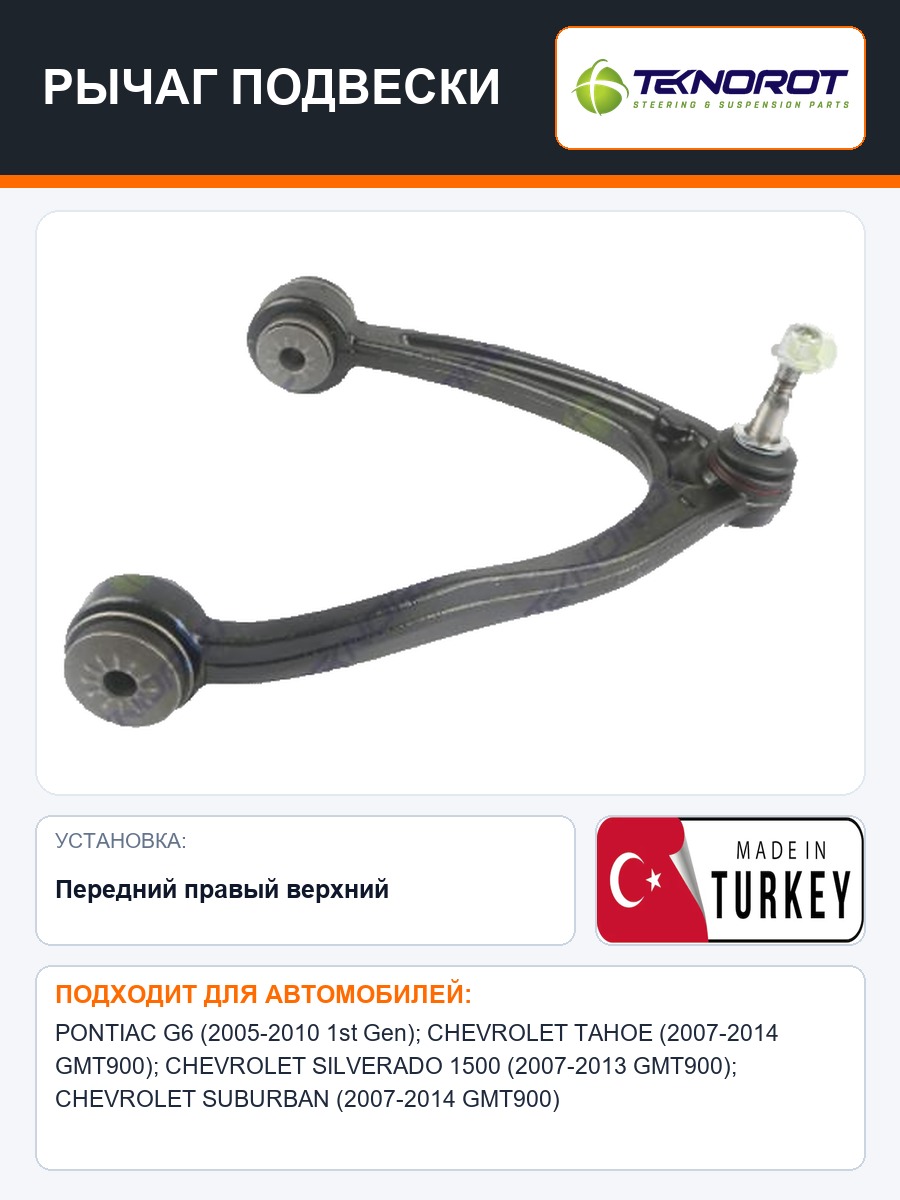 РЫЧАГ ПОДВЕСКИ
TEKNOROT
STEERING & SUSPENSION PARTS
УСТАНОВКА:
Передний правый верхний
MADE IN
TURKEY
ПОДХОДИТ ДЛЯ АВТОМОБИЛЕЙ:
PONTIAC G6 (2005-2010 1st Gen); CHEVROLET TAHOE (2007-2014
GMT900); CHEVROLET SILVERADO 1500 (2007-2013 GMT900);
CHEVROLET SUBURBAN (2007-2014 GMT900)